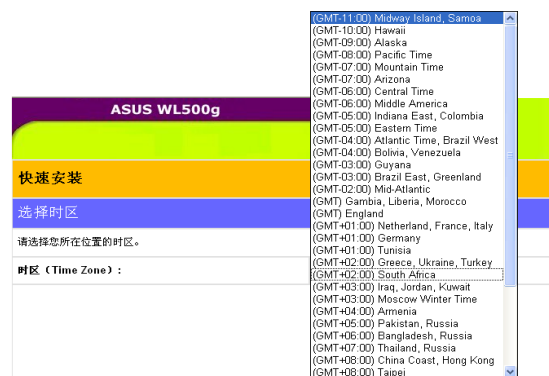 ASUS WL500g
快速安装
选择时区
请选择您所在位置的时区。
时区（Time Zone）：
(GMT-11:00) Midway Island, Samoa
(GMT-10:00) Hawaii
(GMT-09:00) Alaska
(GMT-08:00) Pacific Time
(GMT-07:00) Mountain Time
(GMT-07:00) Arizona
(GMT-06:00) Central Time
(GMT-06:00) Middle America
(GMT-05:00) Indiana East, Colombia
(GMT-05:00) Eastern Time
(GMT-04:00) Atlantic Time, Brazil West
(GMT-04:00) Bolivia, Venezuela
(GMT-03:00) Guyana
(GMT-03:00) Brazil East, Greenland
(GMT-02:00) Mid-Atlantic
(GMT) Gambia, Liberia, Morocco
(GMT) England
(GMT+01:00) Netherland, France, Italy
(GMT+01:00) Germany
(GMT+01:00) Tunisia
(GMT+02:00) Greece, Ukraine, Turkey
(GMT+02:00) South Africa
(GMT+03:00) Iraq, Jordan, Kuwait
(GMT+03:00) Moscow Winter Time
(GMT+04:00) Armenia
(GMT+05:00) Pakistan, Russia
(GMT+06:00) Bangladesh, Russia
(GMT+07:00) Thailand, Russia
(GMT+08:00) China Coast, Hong Kong
(GMT+08:00) Taipei